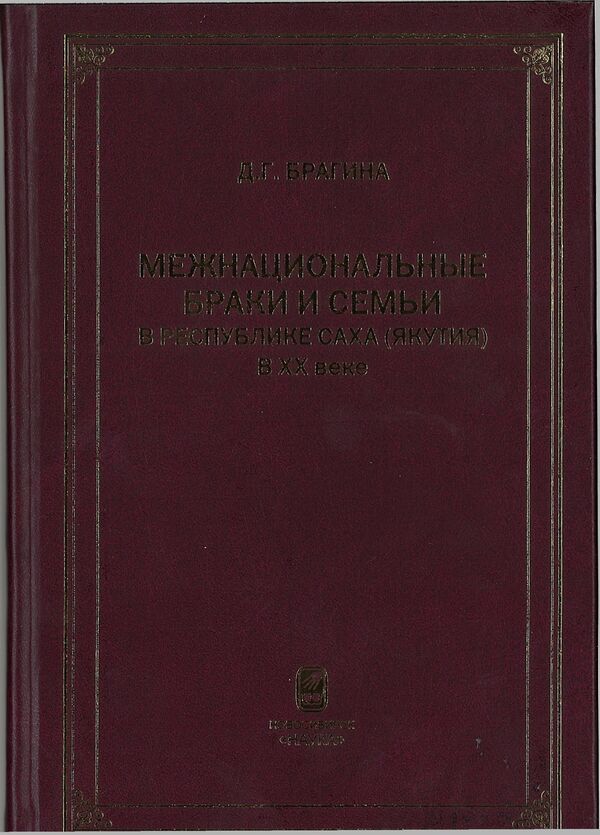 Д.Г. БРАГИНА
МЕЖНАЦИОНАЛЬНЫЕ
БРАКИ И СЕМЬИ
В РЕСПУБЛИКЕ САХА (ЯКУТИЯ)
В XX веке
НОВОСИБИРСК
«НАУКА»